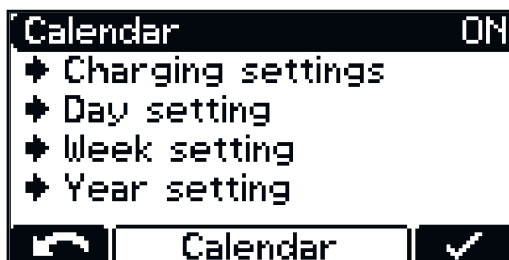 Calendar ON
Charging settings
Day setting
Week setting
Year setting
Calendar